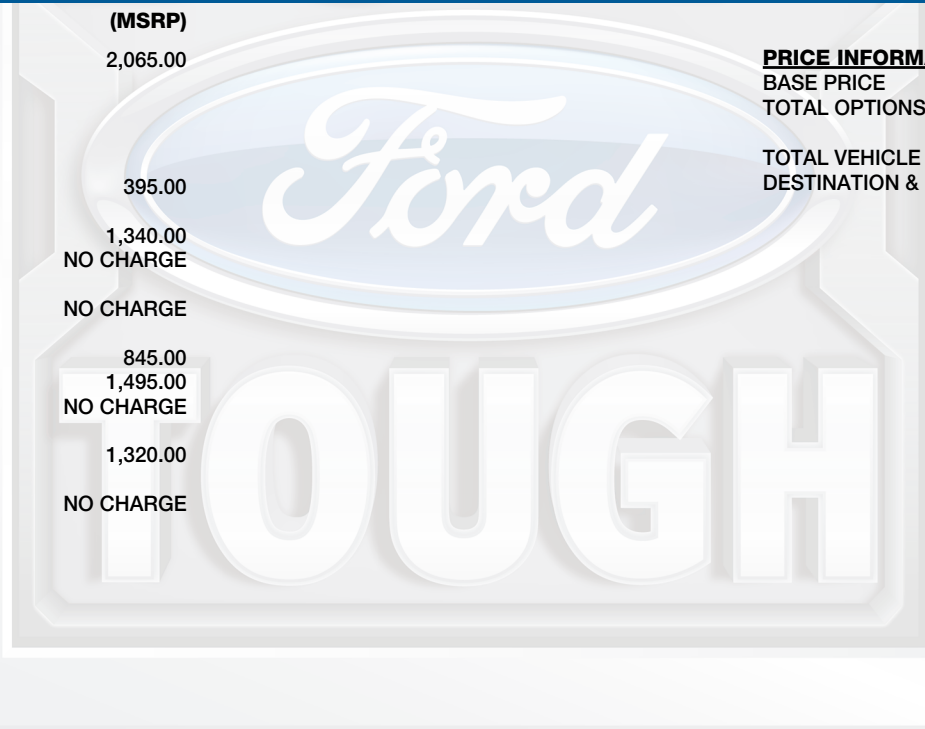 (MSRP)
2,065.00
395.00
1,340.00
NO CHARGE
NO CHARGE
845.00
1,495.00
NO CHARGE
1,320.00
NO CHARGE
PRICE INFORMA
BASE PRICE
TOTAL OPTIONS
TOTAL VEHICLE
DESTINATION &
Ford
TOUGH